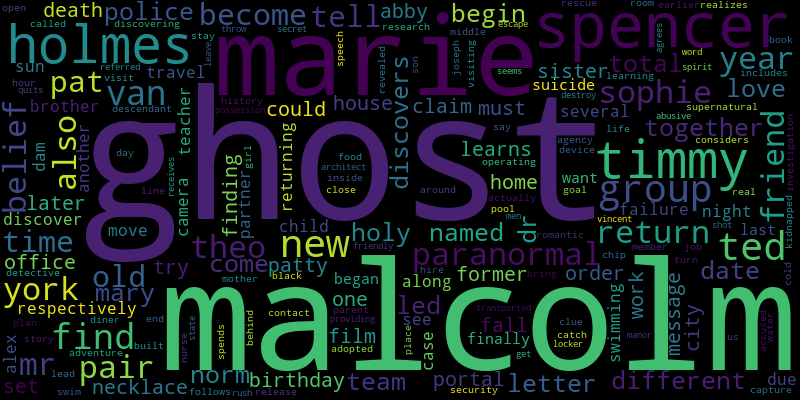 open
death
police
become
tell
abby
begin
rescue
room
earlier
realizes
called
discovering
throw
secret
stay
research
middle
escape
agrees
book
holmes
marie
spencer
year
referred
sun
visit
quits
hour
travel
leave
speech
revealed
son
joseph
visiting
seems
total
word
spirit
includes
learning
pat
van
brother
descendant
history
possession
could
house
claim
must
sister
suicide
destroy
abusive
supernatural
sophie
love
several
together
belief
also
another
dam
day
camera
teacher
ghost
learns
discovers
say
agency
life
device
considers
timmy
friend
investigation
finding
partner
girl
returning
food
architect
inside
close
around
home
operating
actually
want
goal
real
kidnapped
group
later
discover
line
receives
move
child
dr
pool
men
romantic
vincent
failure
night
last
shot
time
new
holy
named
return
ted
office
theo
come
patty
paranormal
former
order
member
job
date
cold
detective
old
try
mother
began
friendly
along
hire
bring
chip
turn
york
mary
respectively
black
contact
one
led
see
fall
transported
clue
catch
locker
swimming
work
message
city
manor
us
accused
water
plan
diner
end
nurse
state
spends
behind
parent
providing
film
place
case
finally
get
story
find
malcolm
alex
mr
lead
adventure
built
pair
norm
birthday
adopted
team
portal
letter
different
due
set
necklace
swim
follows
rush
release
security
capture